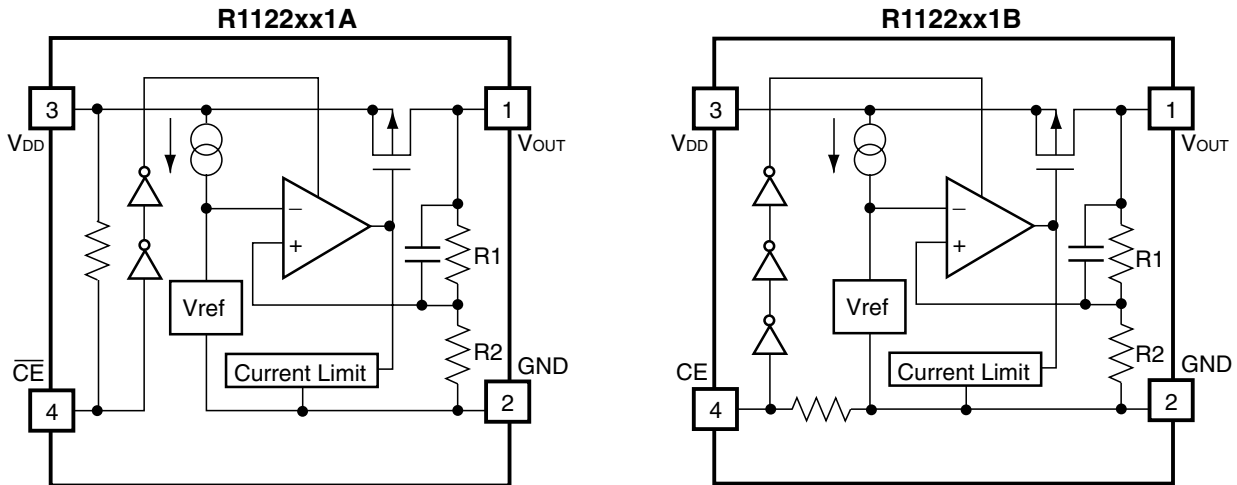 R1122xx1A
3
VDD
1
VOUT
−
+
R1
Vref
R2
Current Limit
C̅E̅
4
GND
2
R1122xx1B
3
VDD
1
VOUT
−
+
R1
Vref
R2
Current Limit
CE
4
GND
2